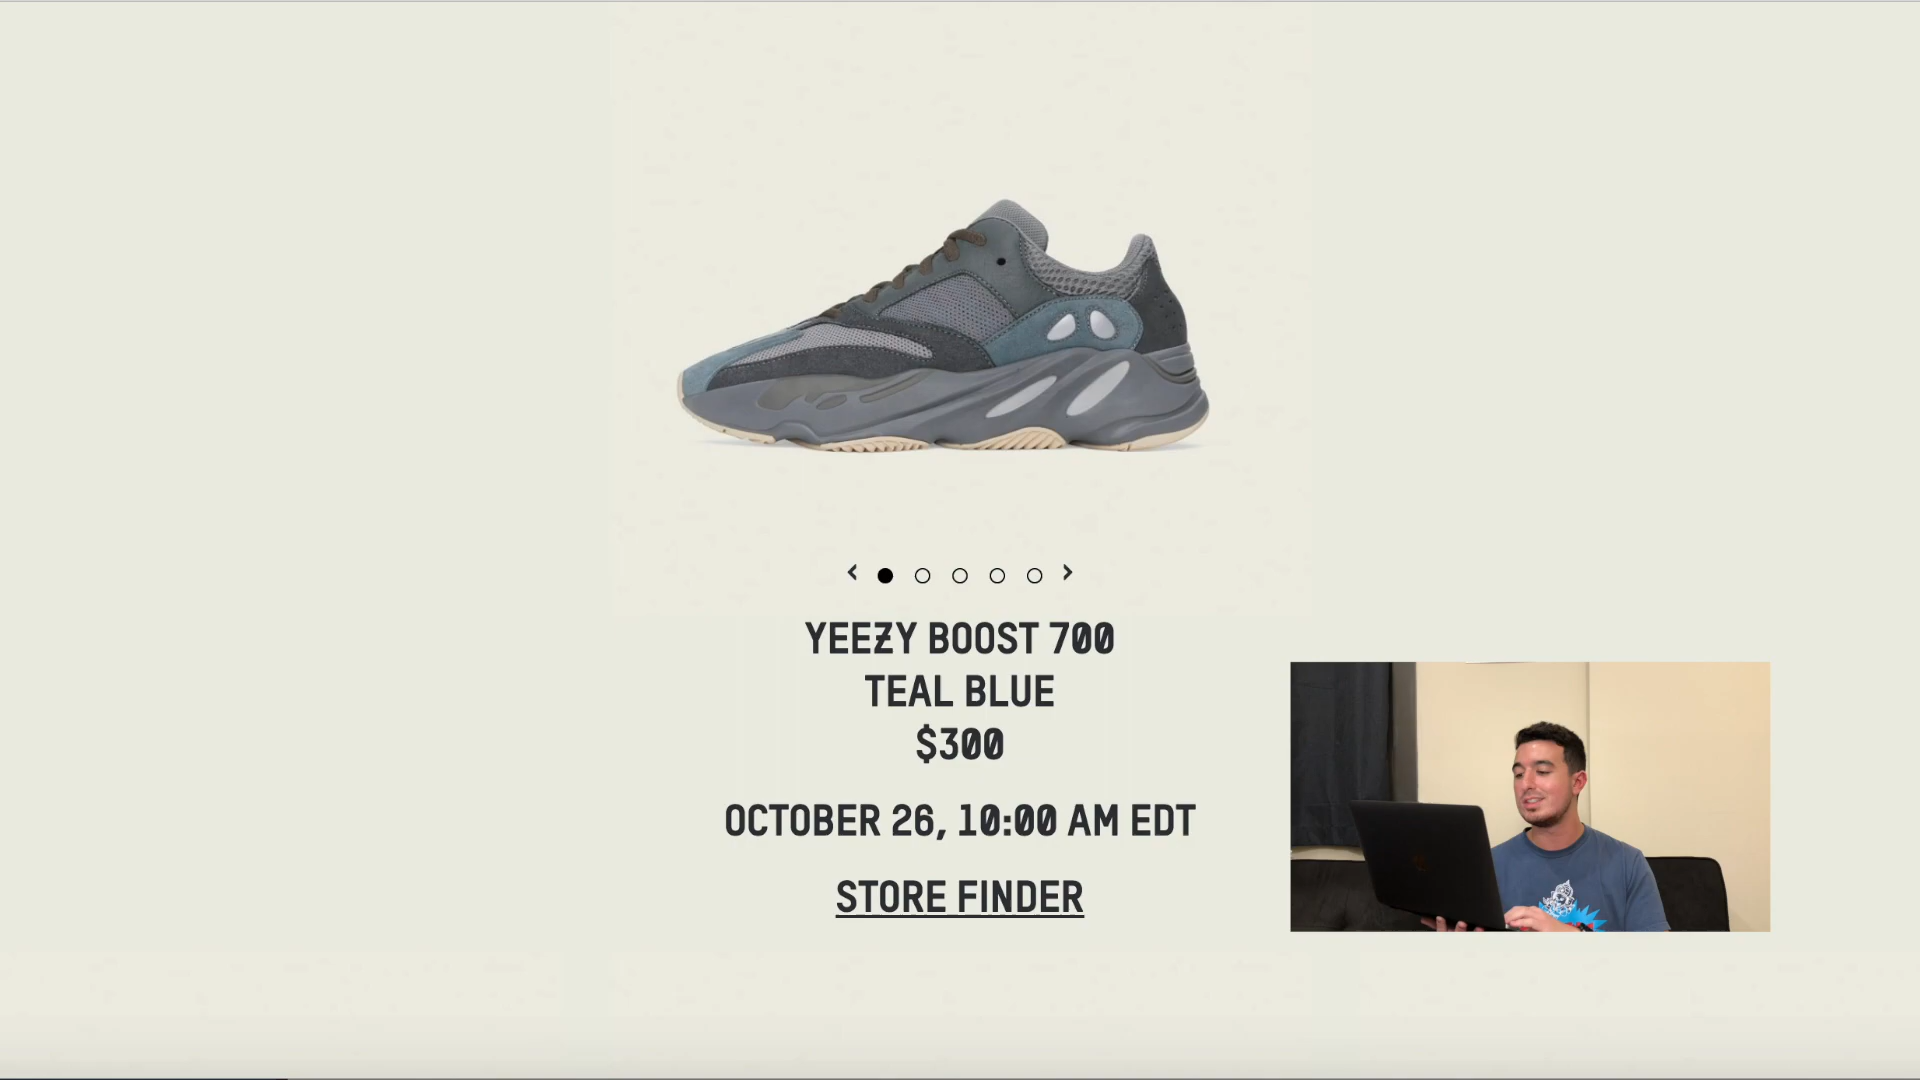 YEEZY BOOST 700
TEAL BLUE
$300
OCTOBER 26, 10:00 AM EDT
STORE FINDER